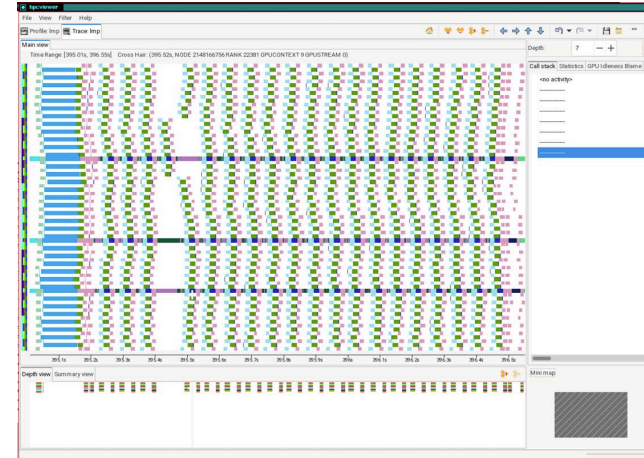 hpcviewer
File View Filter Help
Profile: lmp Trace: lmp
Main view
Time Range: [395.01s, 396.55s] Cross Hair: (395.52s, NODE 2148166756 RANK 22381 GPUCONTEXT 9 GPUSTREAM 0)
Depth 7
Call stack Statistics GPU Idleness Blame
<no activity>
395.1s 395.2s 395.3s 395.4s 395.5s 395.6s 395.7s 395.8s 395.9s 396s 396.1s 396.2s 396.3s 396.4s 396.5s
Depth view Summary view
Mini map